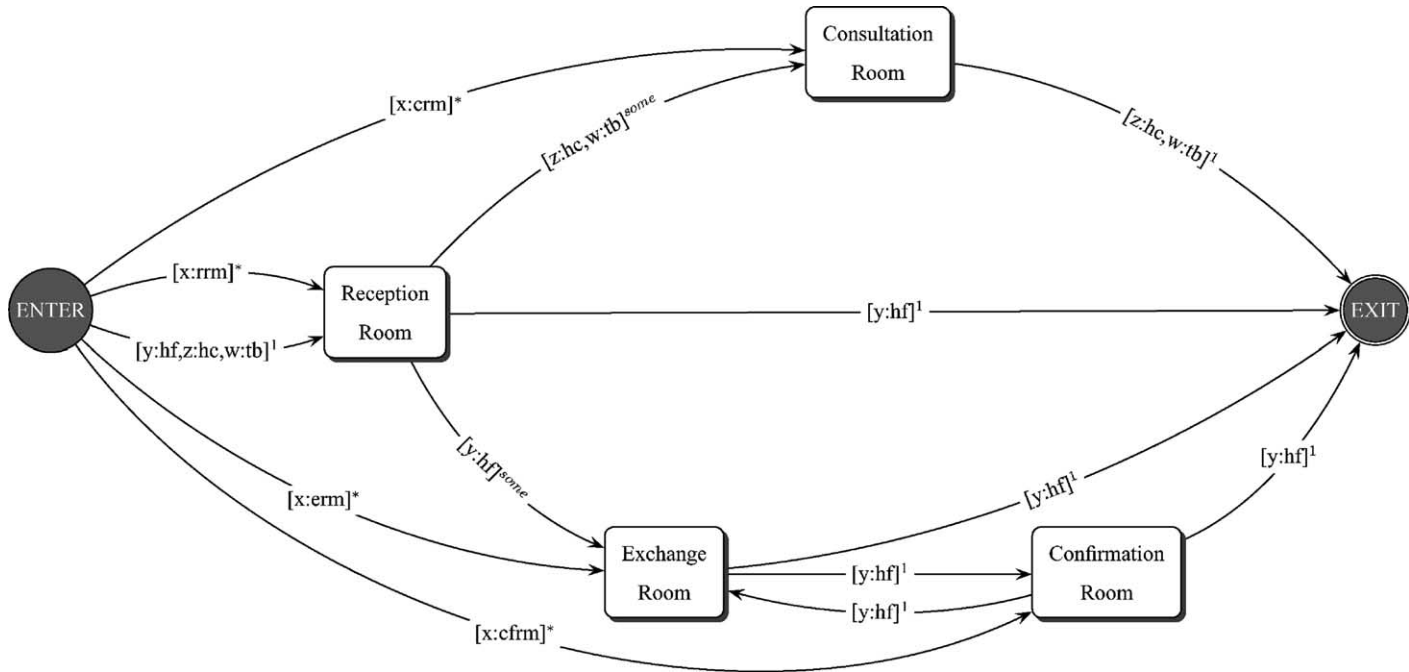 Consultation
Room
[x:crm]*
[z:hc,w:tb]some
[z:hc,w:tb]1
ENTER
[x:rrm]*
Reception
Room
[y:hf,z:hc,w:tb]1
[y:hf]1
EXIT
[y:hf]some
[x:erm]*
[y:hf]1
[y:hf]1
Exchange
Room
[y:hf]1
[y:hf]1
Confirmation
Room
[x:cfrm]*